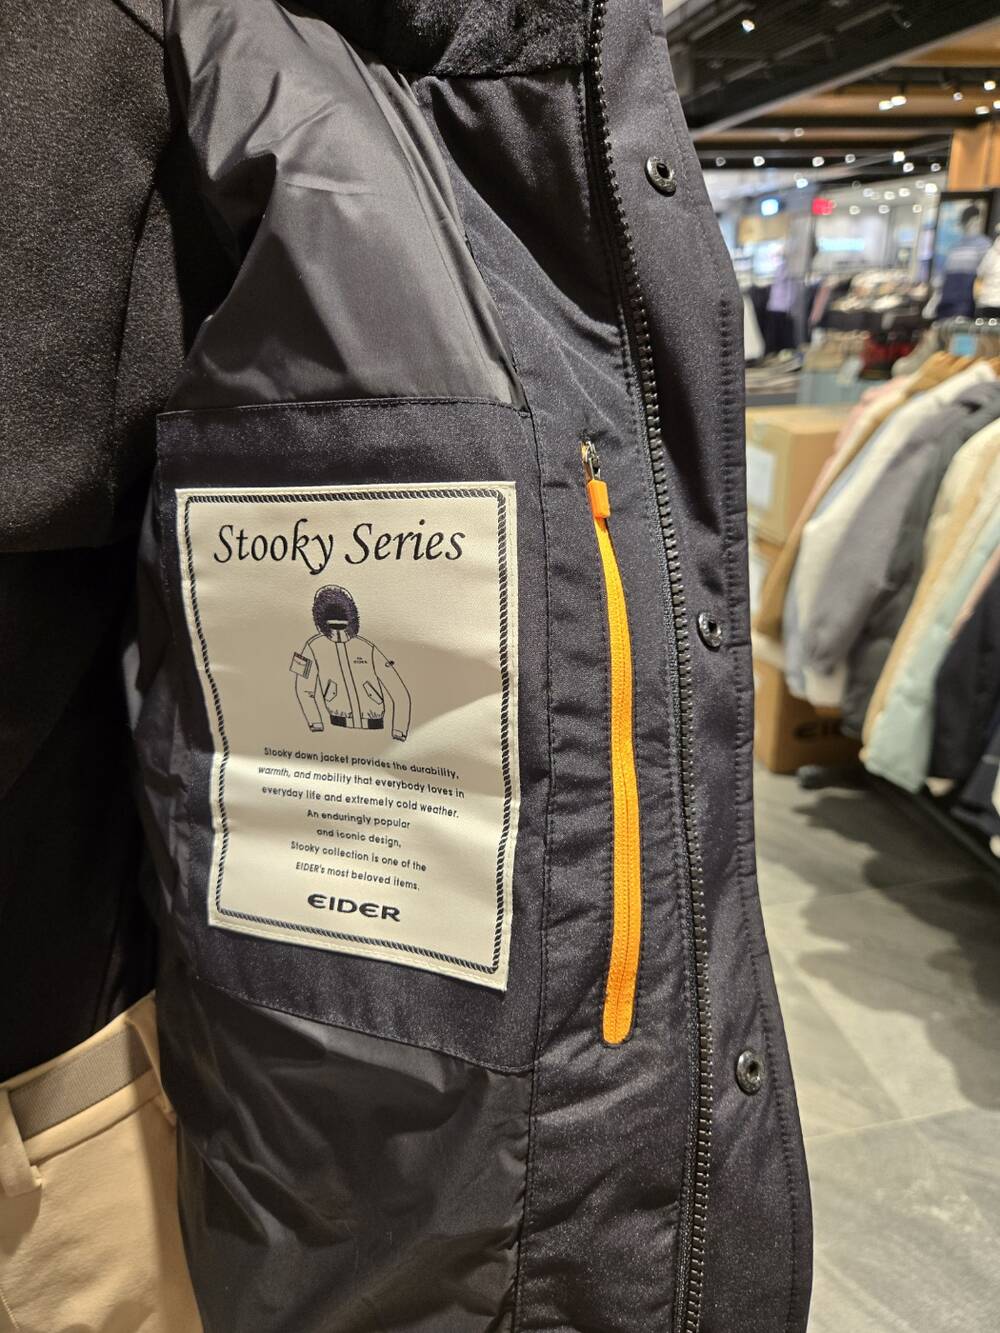 Stooky Series
EIDER
Stooky down jacket provides the durability,
warmth, and mobility that everybody loves in
everyday life and extremely cold weather.
An enduringly popular
and iconic design,
Stooky collection is one of the
EIDER's most beloved items.
EIDER
EIDER